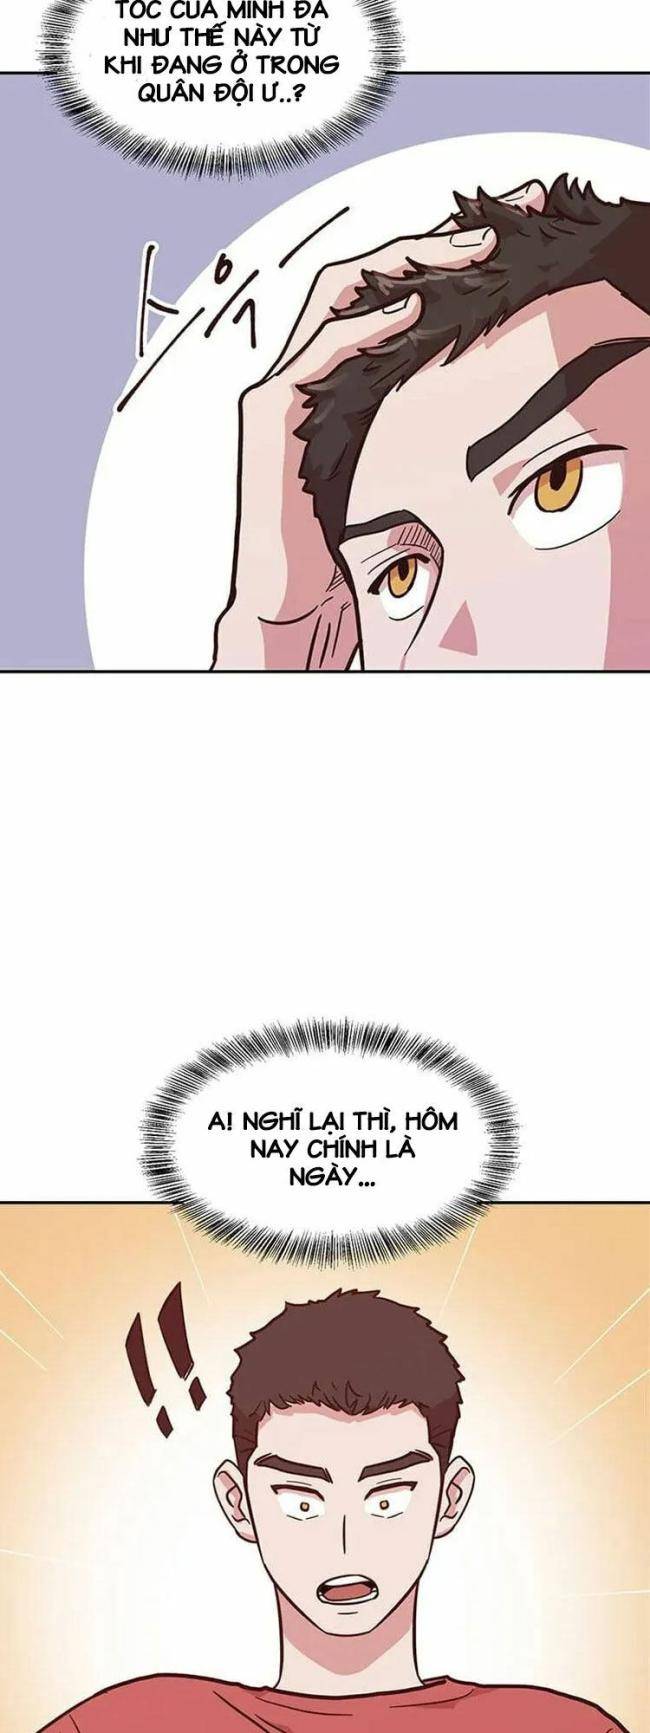 TÓC CỦA MÌNH ĐÃ
NHƯ THẾ NÀY TỪ
KHI ĐANG Ở TRONG
QUÂN ĐỘI Ư..?
A! NGHĨ LẠI THÌ, HÔM
NAY CHÍNH LÀ
NGÀY...
!!